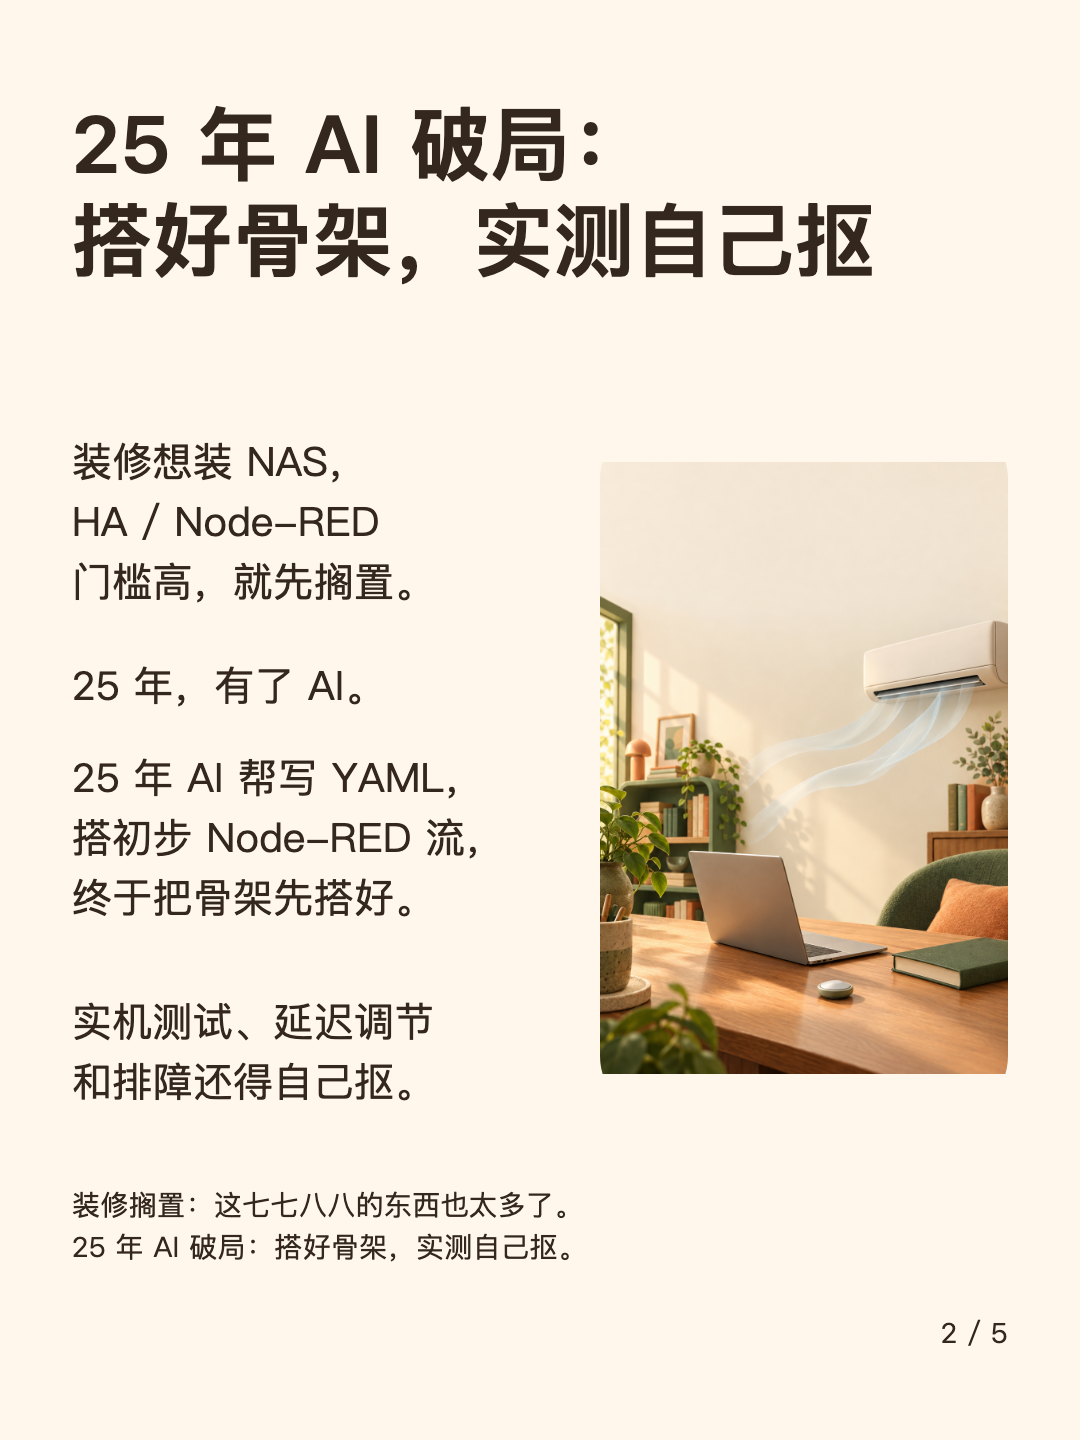 25 年 AI 破局：
搭好骨架，实测自己抠
装修想装 NAS，
HA / Node-RED
门槛高，就先搁置。
25 年，有了 AI。
25 年 AI 帮写 YAML，
搭初步 Node-RED 流，
终于把骨架先搭好。
实机测试、延迟调节
和排障还得自己抠。
装修搁置：这七七八八的东西也太多了。
25 年 AI 破局：搭好骨架，实测自己抠。
2 / 5